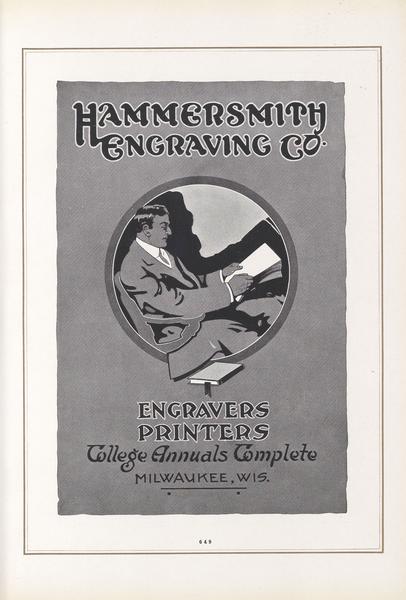 HAMMERSMITH
ENGRAVING CO.
ENGRAVERS
PRINTERS
College Annuals Complete
MILWAUKEE, WIS.
649